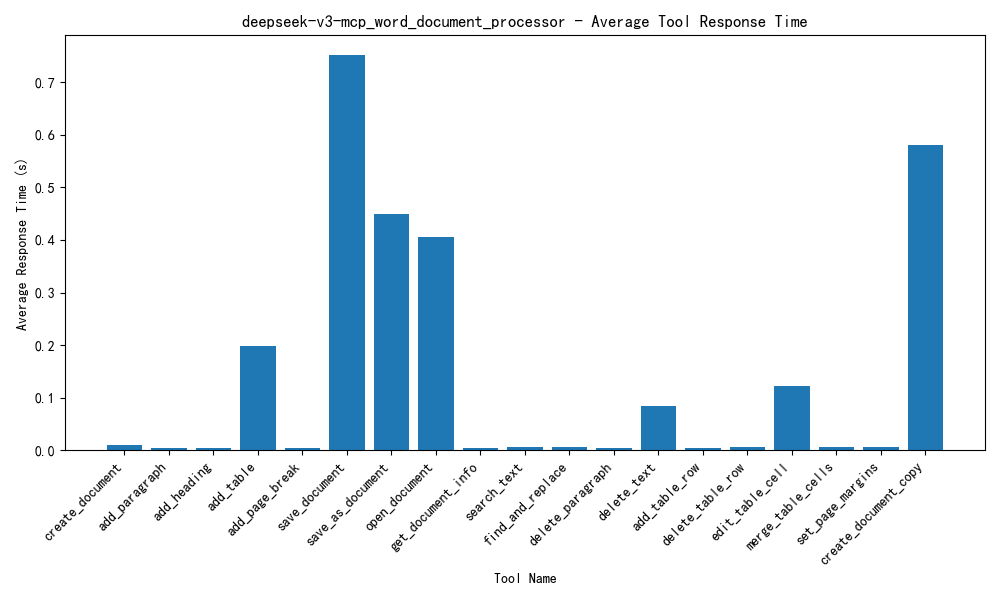 deepseek-v3-mcp_word_document_processor - Average Tool Response Time
Average Response Time (s)
0.7
0.6
0.5
0.4
0.3
0.2
0.1
0.0
create_document
add_paragraph
add_heading
add_table
add_page_break
save_document
save_as_document
open_document
get_document_info
search_text
find_and_replace
delete_paragraph
delete_text
add_table_row
delete_table_row
edit_table_cell
merge_table_cells
set_page_margins
create_document_copy
Tool Name